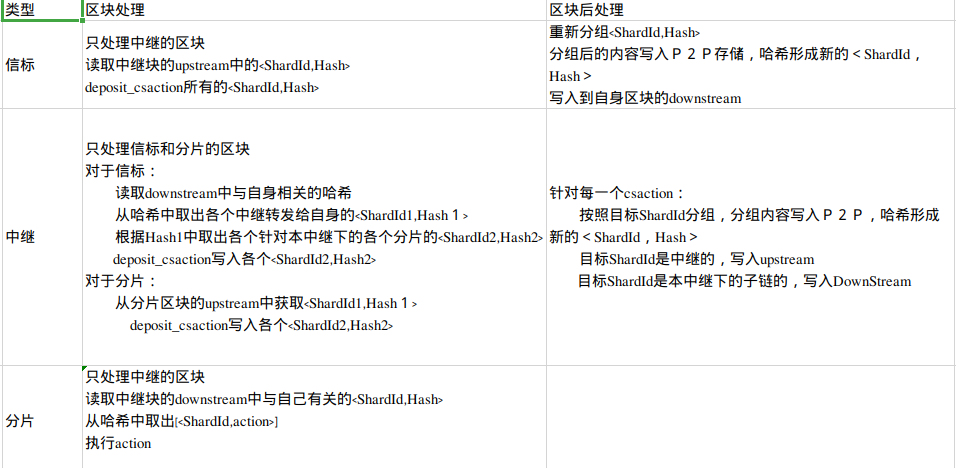 类型
区块处理
区块后处理
信标
只处理中继的区块
读取中继块的upstream中的<ShardId,Hash>
deposit_csaction所有的<ShardId,Hash>
重新分组<ShardId,Hash>
分组后的内容写入P2P存储，哈希形成新的＜ShardId，
Hash＞
写入到自身区块的downstream
中继
只处理信标和分片的区块
对于信标：
读取downstream中与自身相关的哈希
从哈希中取出各个中继转发给自身的<ShardId1,Hash１>
根据Hash1中取出各个针对本中继下的各个分片的<ShardId2,Hash2>
deposit_csaction写入各个<ShardId2,Hash2>
对于分片：
从分片区块的upstream中获取<ShardId1,Hash１>
deposit_csaction写入各个<ShardId2,Hash2>
针对每一个csaction：
按照目标ShardId分组，分组内容写入P2P，哈希形成
新的＜ShardId，Hash＞
目标ShardId是中继的，写入upstream
目标ShardId是本中继下的子链的，写入DownStream
分片
只处理中继的区块
读取中继块的downstream中与自己有关的<ShardId,Hash>
从哈希中取出[<ShardId,action>]
执行action